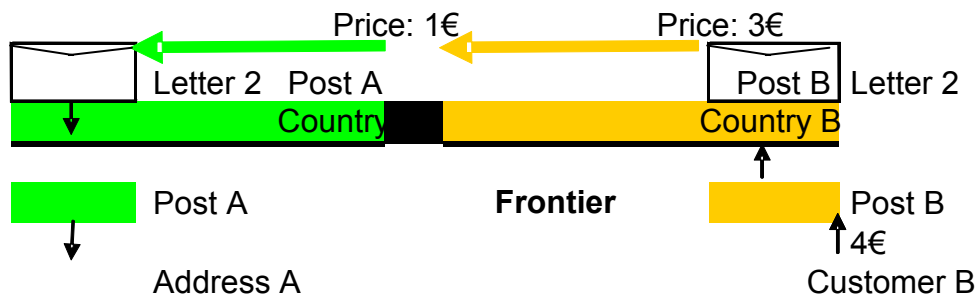 Price: 1€ Price: 3€
Letter 2 Post A Post B Letter 2
Country Country B
Post A Frontier Post B
4€
Address A Customer B